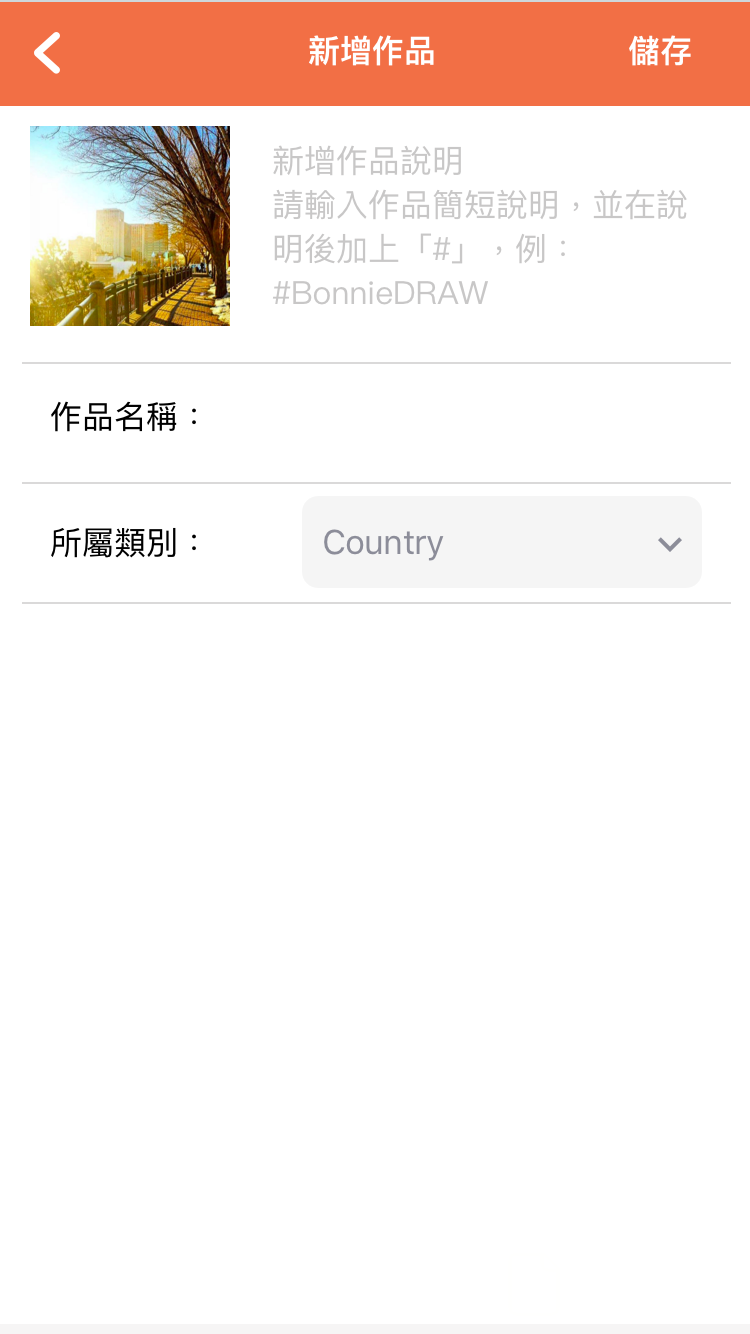 新增作品
儲存
新增作品說明
請輸入作品簡短說明，並在說
明後加上「#」，例：
#BonnieDRAW
作品名稱：
所屬類別：
Country